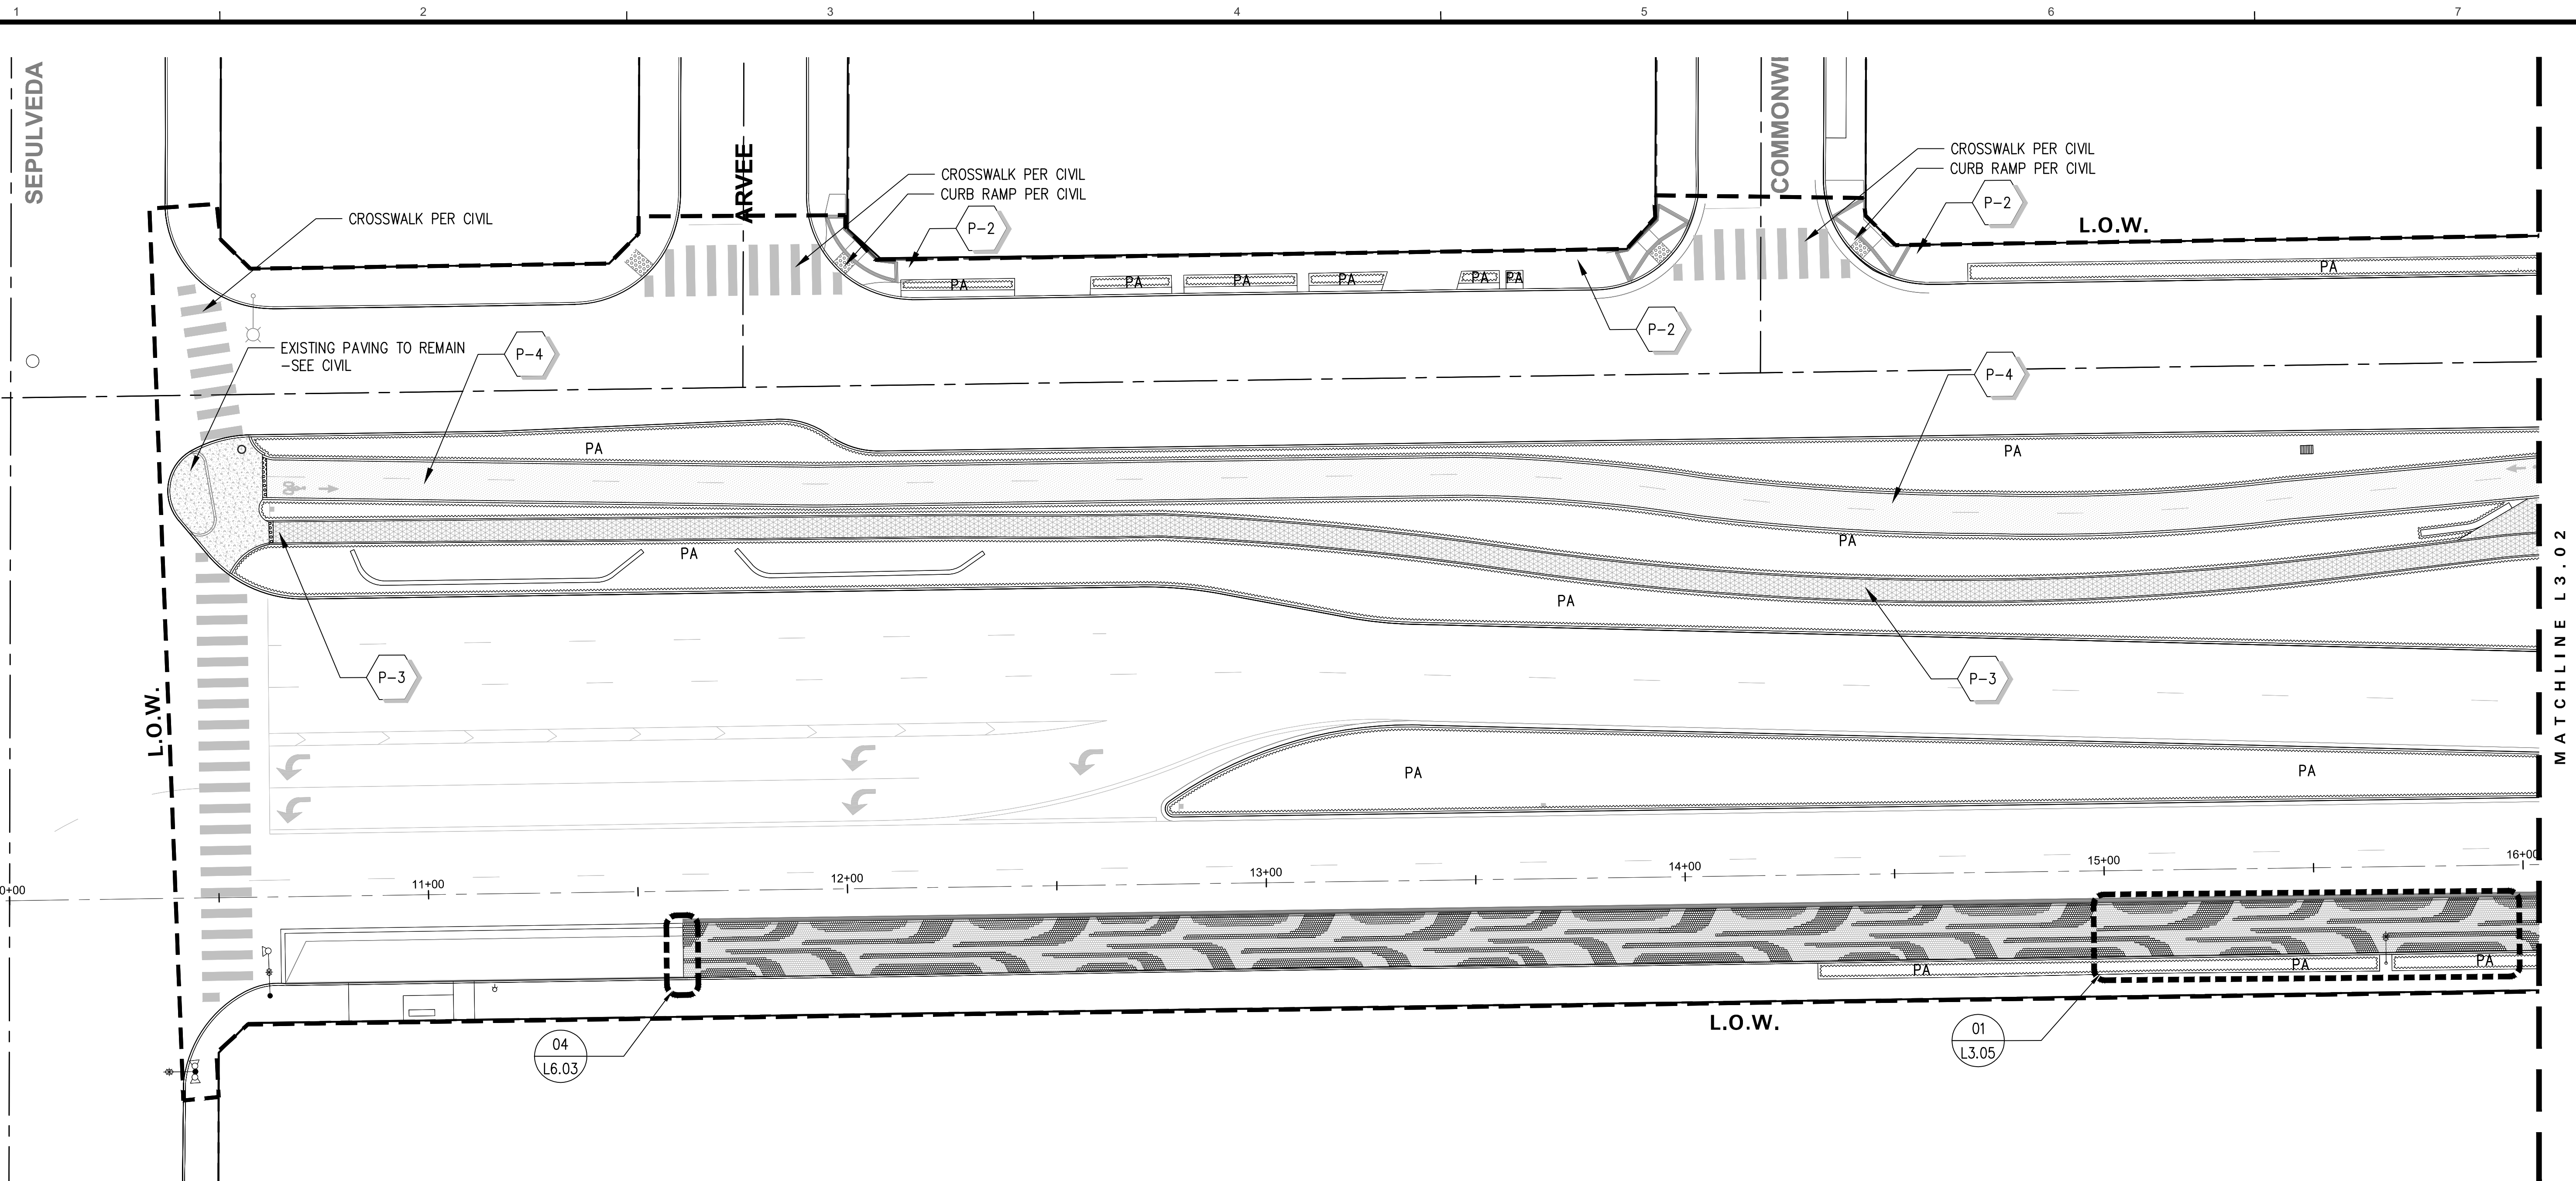 1 2 3 4 5 6 7
SEPULVEDA
ARVEE
COMMONWE
CROSSWALK PER CIVIL
CROSSWALK PER CIVIL
CURB RAMP PER CIVIL
P-2
CROSSWALK PER CIVIL
CURB RAMP PER CIVIL
P-2
L.O.W.
PA
PA
PA
PA
PA
PA
PA
P-2
EXISTING PAVING TO REMAIN
-SEE CIVIL
P-4
P-4
PA
PA
PA
PA
PA
P-3
P-3
L.O.W.
PA
PA
MATCHLINE L3.02
0+00
11+00
12+00
13+00
14+00
15+00
16+00
PA
PA
PA
L.O.W.
04
L6.03
01
L3.05